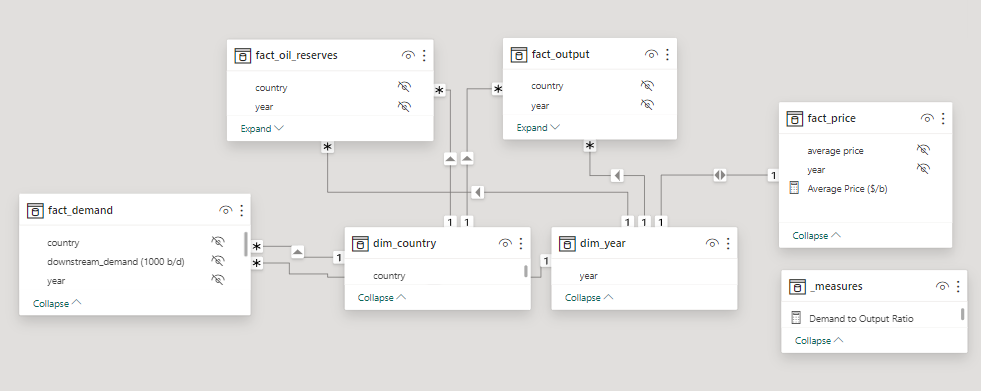 fact_oil_reserves
country
year
Expand
fact_output
country
year
Expand
fact_price
average price
year
Average Price ($/b)
Collapse
fact_demand
country
downstream_demand (1000 b/d)
year
Collapse
dim_country
country
Collapse
dim_year
year
Collapse
_measures
Demand to Output Ratio
Collapse
*
*
*
*
1
*
*
1
1
1
1
1
1
1